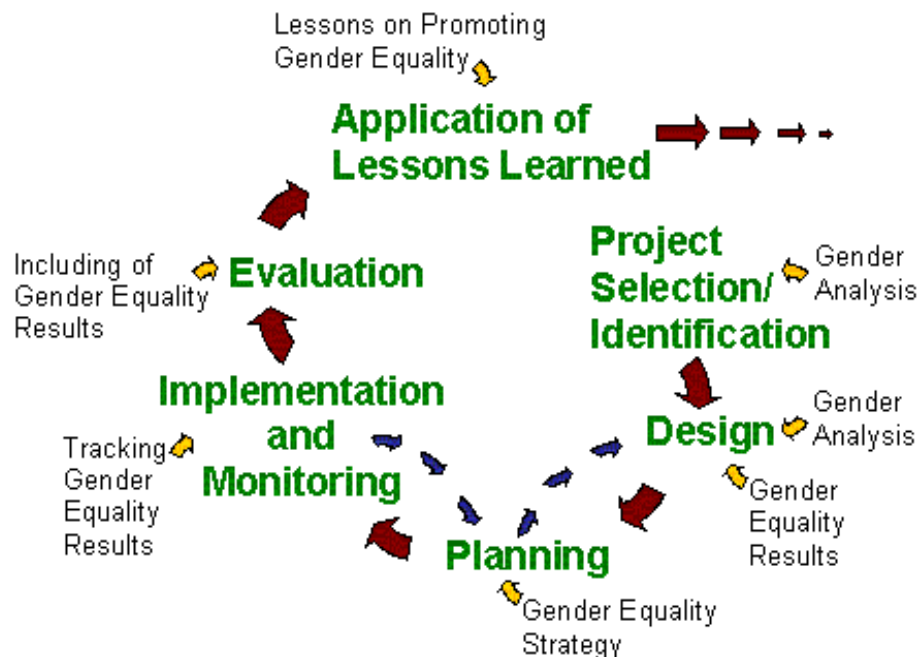 Lessons on Promoting
Gender Equality
Application of
Lessons Learned
Project
Selection/
Identification
Gender
Analysis
Including of
Gender Equality
Results
Evaluation
Implementation
and
Monitoring
Tracking
Gender
Equality
Results
Design
Gender
Analysis
Gender
Equality
Results
Planning
Gender Equality
Strategy